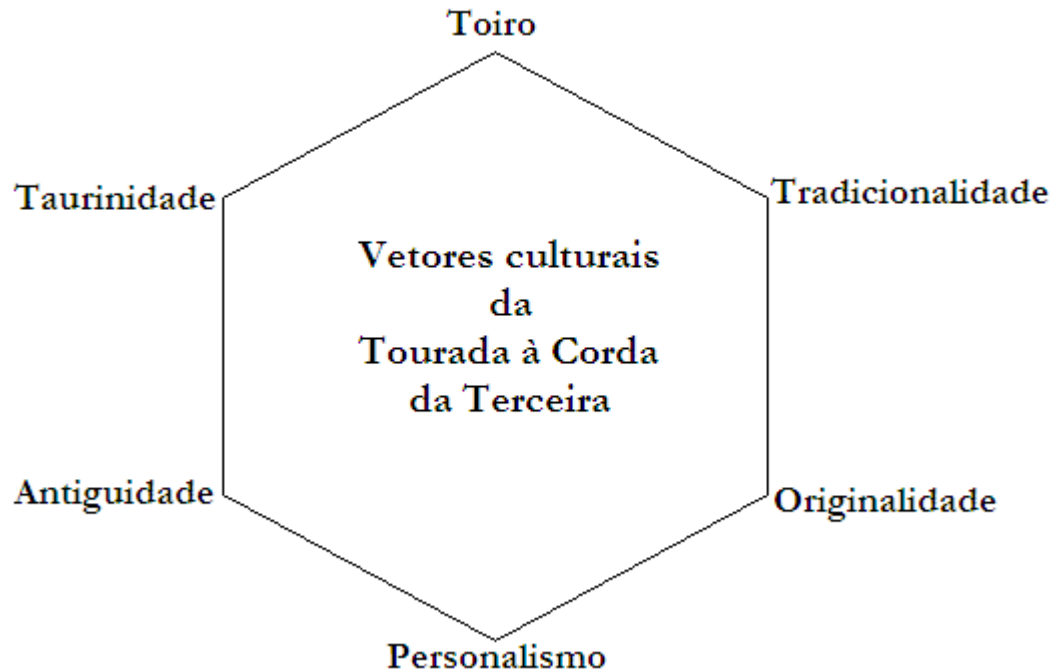 Toiro
Taurinidade
Tradicionalidade
Vetores culturais
da
Tourada à Corda
da Terceira
Antiguidade
Originalidade
Personalismo